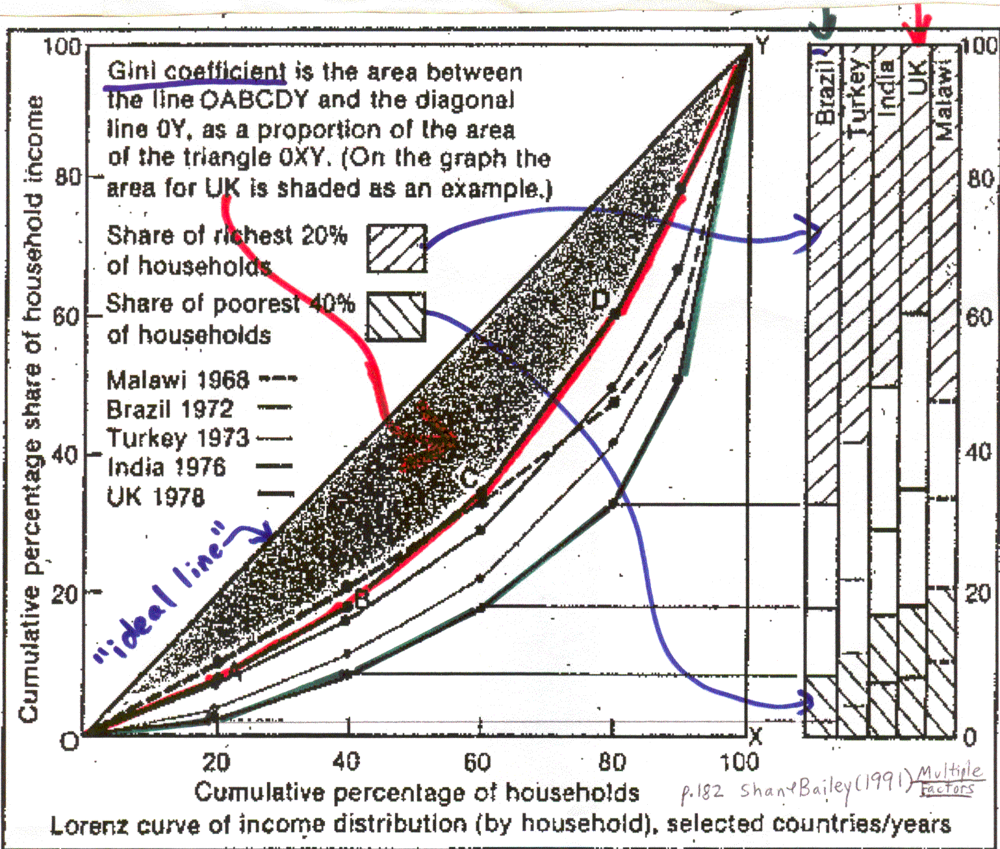 100
Gini coefficient is the area between
the line OABCDY and the diagonal
line 0Y, as a proportion of the area
of the triangle 0XY. (On the graph the
area for UK is shaded as an example.)
Share of richest 20%
of households
Share of poorest 40%
of households
Malawi 1968
Brazil 1972
Turkey 1973
India 1976
UK 1978
"ideal line"
Cumulative percentage share of household income
80
60
40
20
O
A
B
C
D
Y
X
20 40 60 80 100
Cumulative percentage of households
Brazil
Turkey
India
UK
Malawi
100
80
60
40
20
0
p.182 Shane Bailey (1991) Multiple
Factors
Lorenz curve of income distribution (by household), selected countries/years